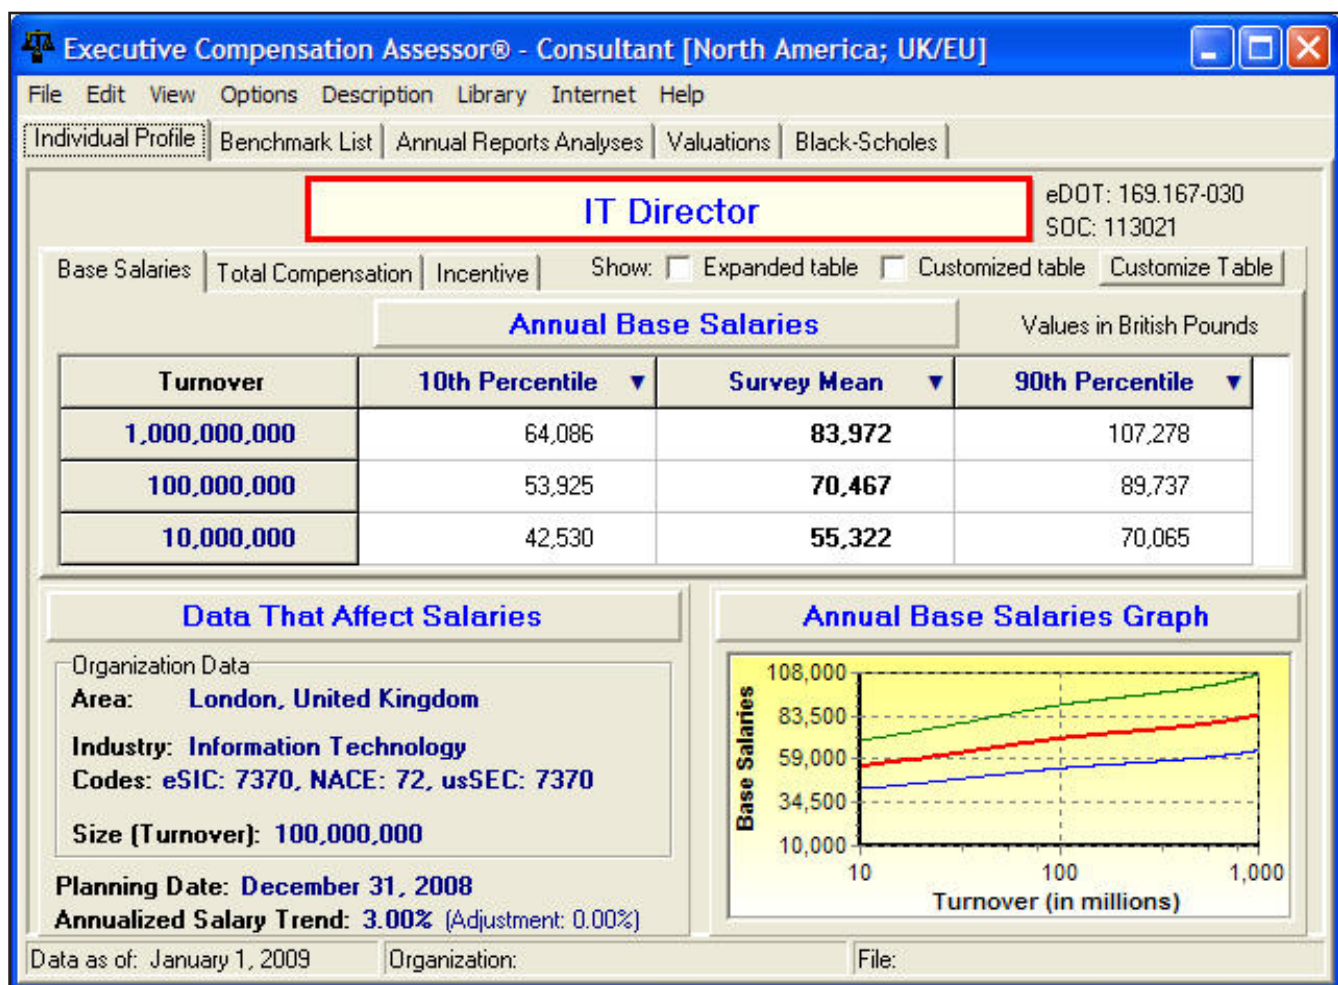 Executive Compensation Assessor® - Consultant [North America; UK/EU]
File Edit View Options Description Library Internet Help
Individual Profile Benchmark List Annual Reports Analyses Valuations Black-Scholes
IT Director
eDOT: 169.167-030
SOC: 113021
Base Salaries Total Compensation Incentive Show: Expanded table Customized table Customize Table
Annual Base Salaries Values in British Pounds
Turnover 10th Percentile Survey Mean 90th Percentile
1,000,000,000 64,086 83,972 107,278
100,000,000 53,925 70,467 89,737
10,000,000 42,530 55,322 70,065
Data That Affect Salaries
Organization Data
Area: London, United Kingdom
Industry: Information Technology
Codes: eSIC: 7370, NACE: 72, usSEC: 7370
Size (Turnover): 100,000,000
Planning Date: December 31, 2008
Annualized Salary Trend: 3.00% (Adjustment: 0.00%)
Annual Base Salaries Graph
Base Salaries
108,000
83,500
59,000
34,500
10,000
10 100 1,000
Turnover (in millions)
Data as of: January 1, 2009 Organization: File: